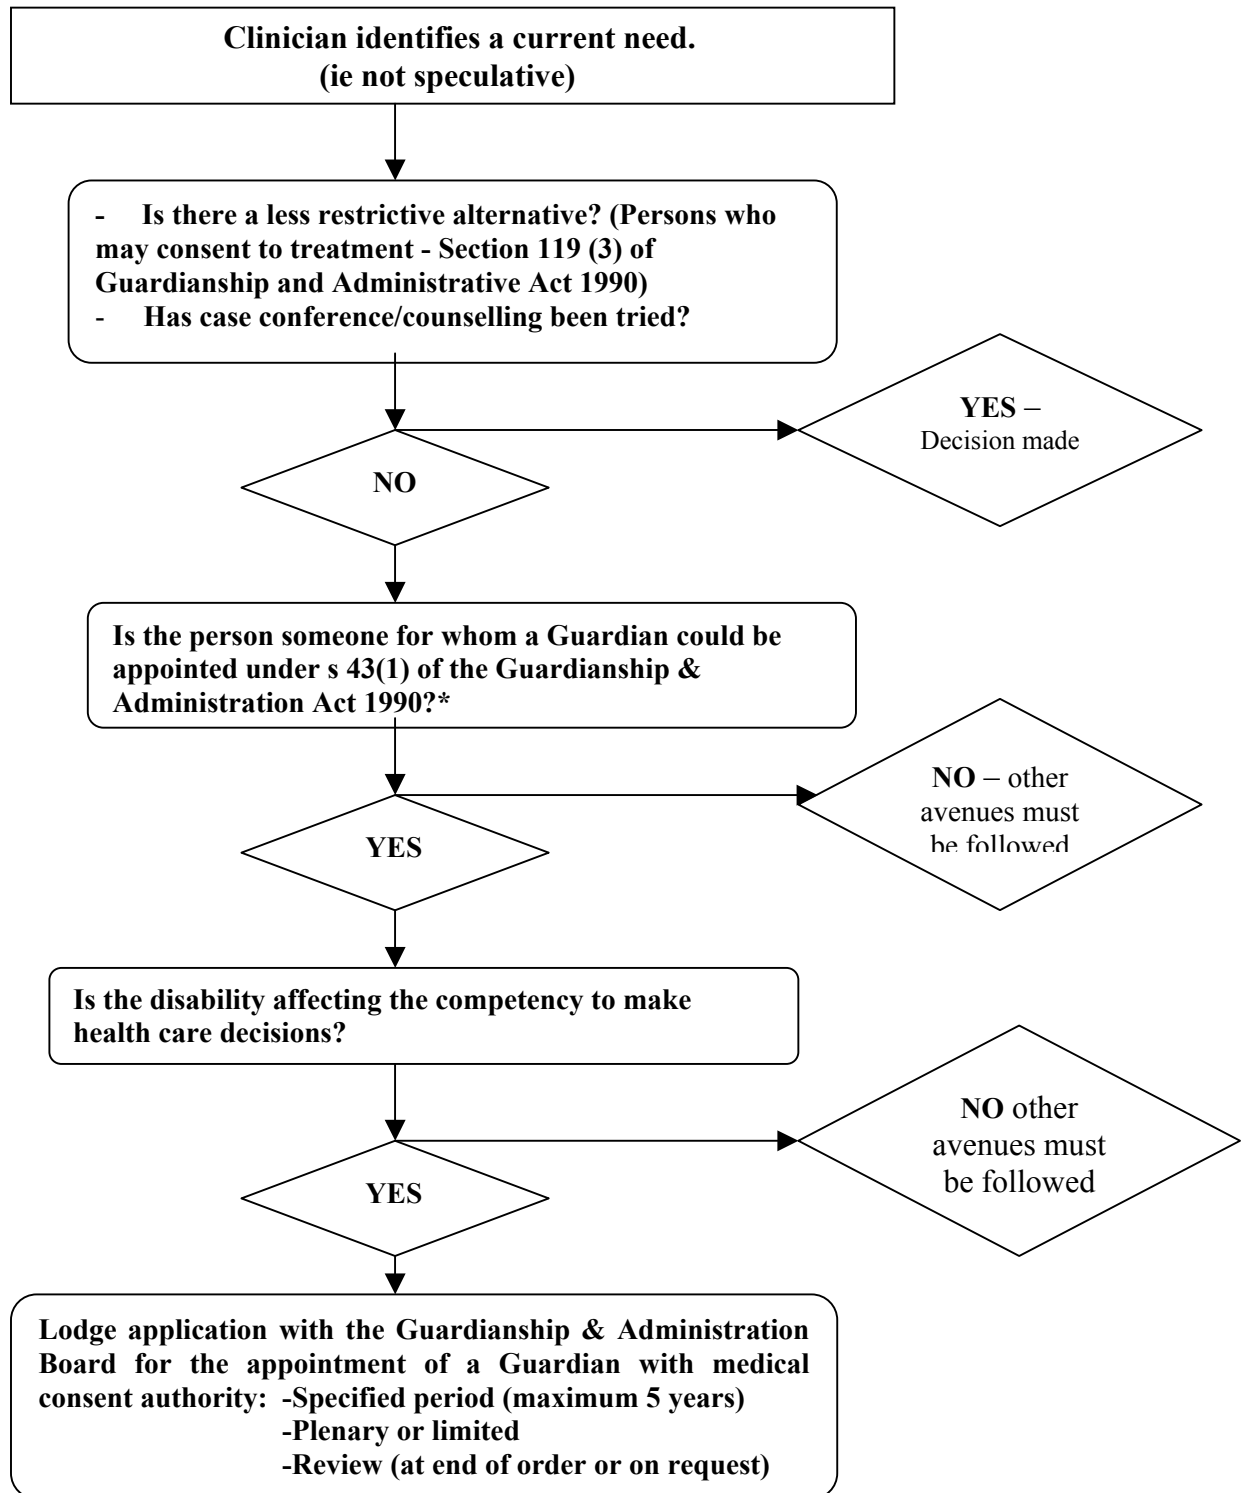 Clinician identifies a current need.
(ie not speculative)
- Is there a less restrictive alternative? (Persons who
may consent to treatment - Section 119 (3) of
Guardianship and Administrative Act 1990)
- Has case conference/counselling been tried?
YES –
Decision made
NO
Is the person someone for whom a Guardian could be
appointed under s 43(1) of the Guardianship &
Administration Act 1990?*
NO – other
avenues must
be followed
YES
Is the disability affecting the competency to make
health care decisions?
NO other
avenues must
be followed
YES
Lodge application with the Guardianship & Administration
Board for the appointment of a Guardian with medical
consent authority: -Specified period (maximum 5 years)
-Plenary or limited
-Review (at end of order or on request)